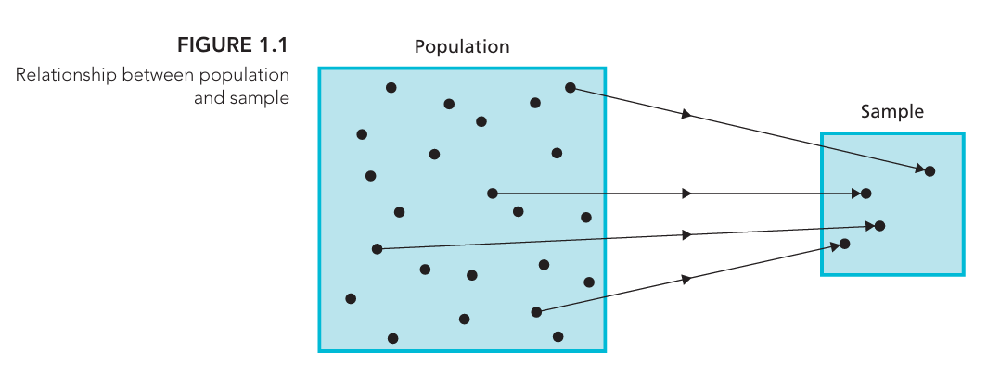 FIGURE 1.1
Relationship between population
and sample
Population
Sample